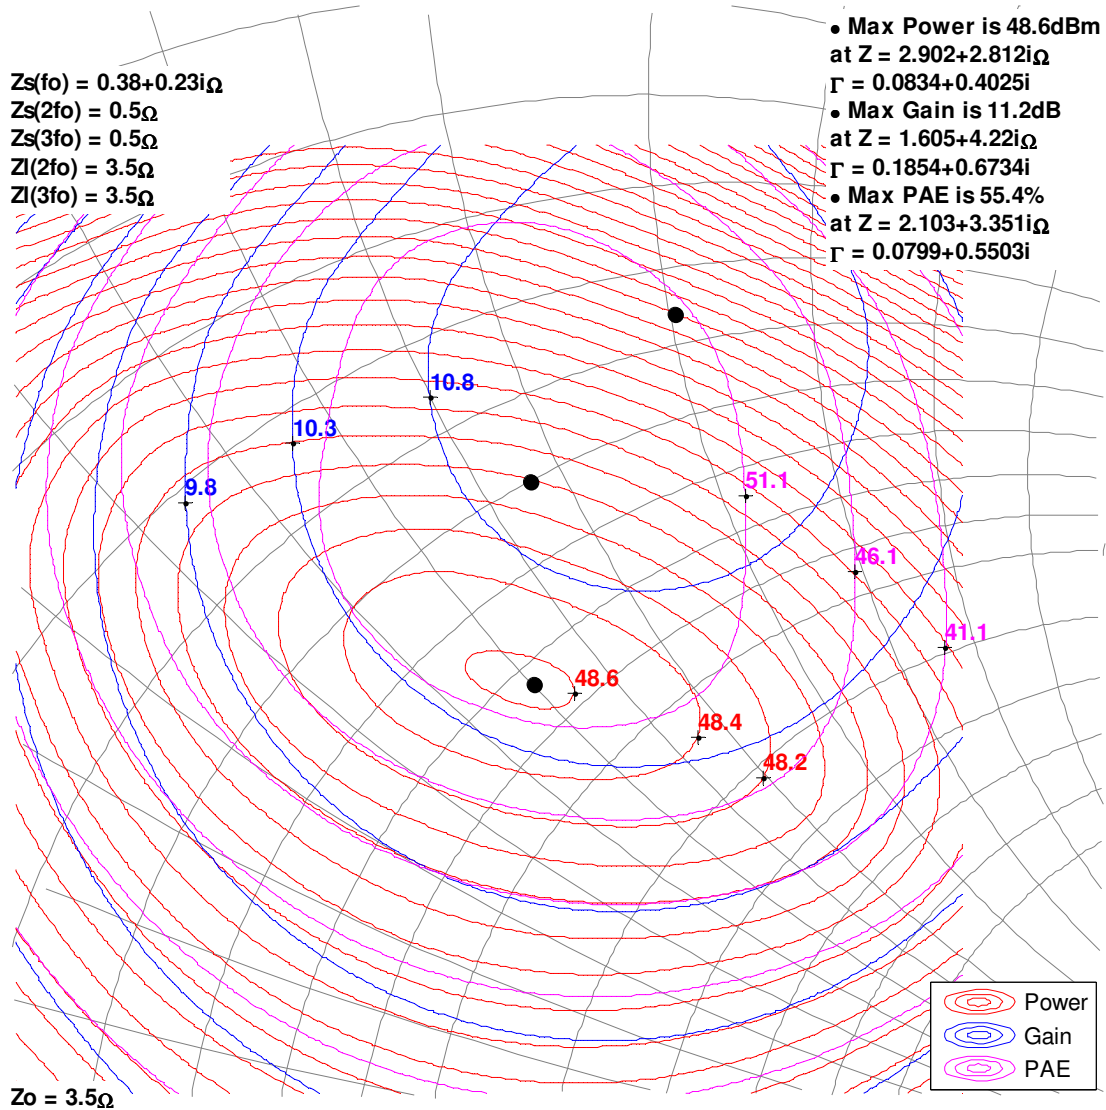 Zs(fo) = 0.38+0.23iΩ
Zs(2fo) = 0.5Ω
Zs(3fo) = 0.5Ω
Zl(2fo) = 3.5Ω
Zl(3fo) = 3.5Ω
● Max Power is 48.6dBm
at Z = 2.902+2.812iΩ
Γ = 0.0834+0.4025i
● Max Gain is 11.2dB
at Z = 1.605+4.22iΩ
Γ = 0.1854+0.6734i
● Max PAE is 55.4%
at Z = 2.103+3.351iΩ
Γ = 0.0799+0.5503i
10.8
10.3
9.8
51.1
46.1
41.1
48.6
48.4
48.2
Power
Gain
PAE
Zo = 3.5Ω